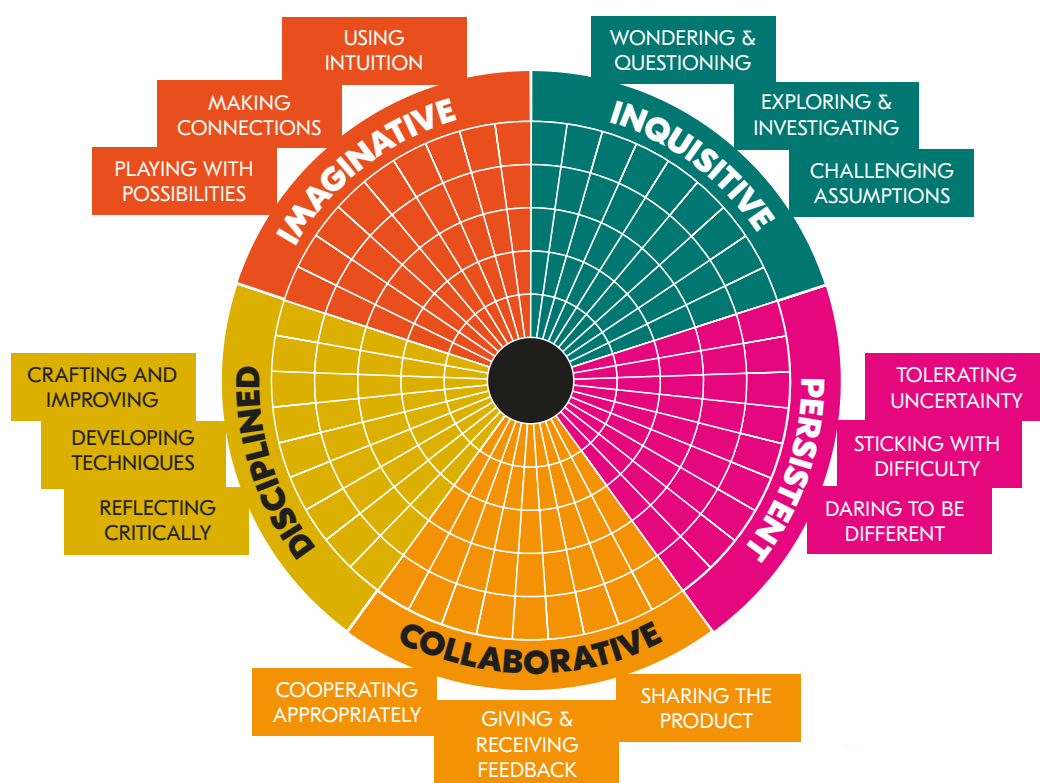 USING
INTUITION
MAKING
CONNECTIONS
PLAYING WITH
POSSIBILITIES
IMAGINATIVE
WONDERING &
QUESTIONING
EXPLORING &
INVESTIGATING
CHALLENGING
ASSUMPTIONS
INQUISITIVE
TOLERATING
UNCERTAINTY
STICKING WITH
DIFFICULTY
DARING TO BE
DIFFERENT
PERSISTENT
COLLABORATIVE
SHARING THE
PRODUCT
GIVING &
RECEIVING
FEEDBACK
COOPERATING
APPROPRIATELY
DISCIPLINED
CRAFTING AND
IMPROVING
DEVELOPING
TECHNIQUES
REFLECTING
CRITICALLY